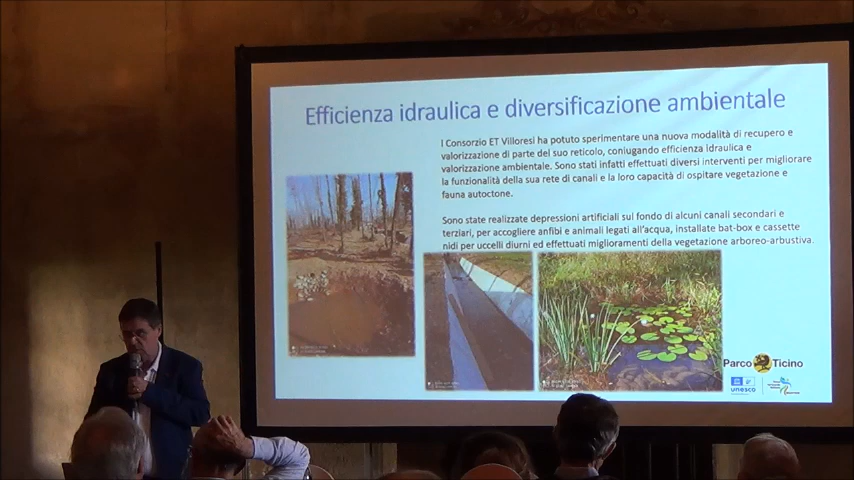 Efficienza idraulica e diversificazione ambientale
l Consorzio ET Villoresi ha potuto sperimentare una nuova modalità di recupero e
valorizzazione di parte del suo reticolo, coniugando efficienza idraulica e
valorizzazione ambientale. Sono stati infatti effettuati diversi interventi per migliorare
la funzionalità della sua rete di canali e la loro capacità di ospitare vegetazione e
fauna autoctone.
Sono state realizzate depressioni artificiali sul fondo di alcuni canali secondari e
terziari, per accogliere anfibi e animali legati all'acqua, installate bat-box e cassette
nidi per uccelli diurni ed effettuati miglioramenti della vegetazione arboreo-arbustiva.
Parco Ticino
unesco